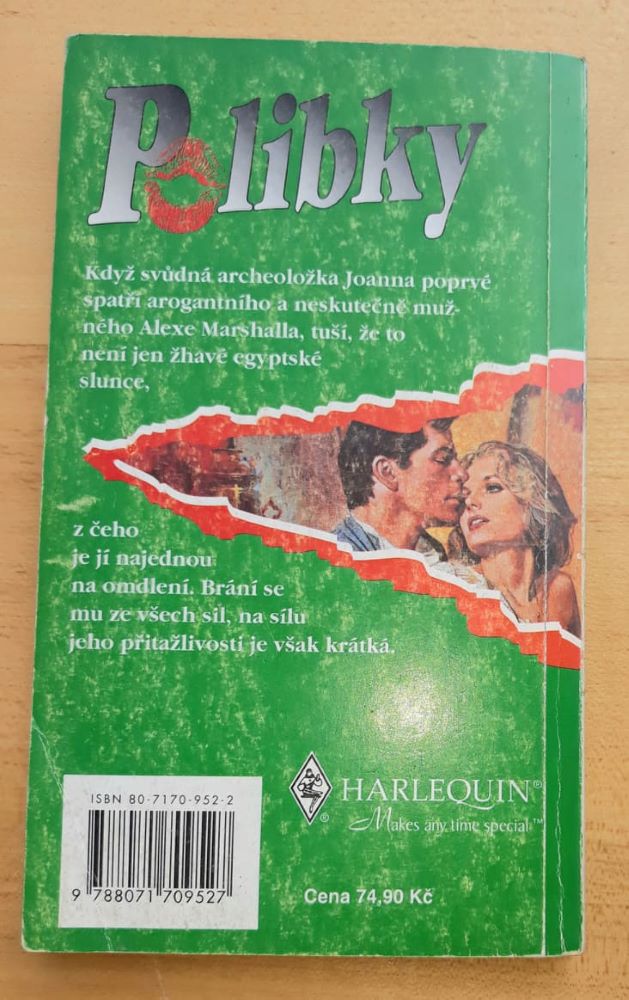 Polibky
Když svůdná archeoložka Joanna poprvé
spatří arogantního a neskutečně muž-
ného Alexe Marshalla, tuší, že to
není jen žhavé egyptské
slunce,
z čeho
je jí najednou
na omdlení. Brání se
mu ze všech sil, na sílu
jeho přitažlivosti je však krátká.
ISBN 80-7170-952-2
9 788071 709527
HARLEQUIN®
Makes any time special™
Cena 74,90 Kč